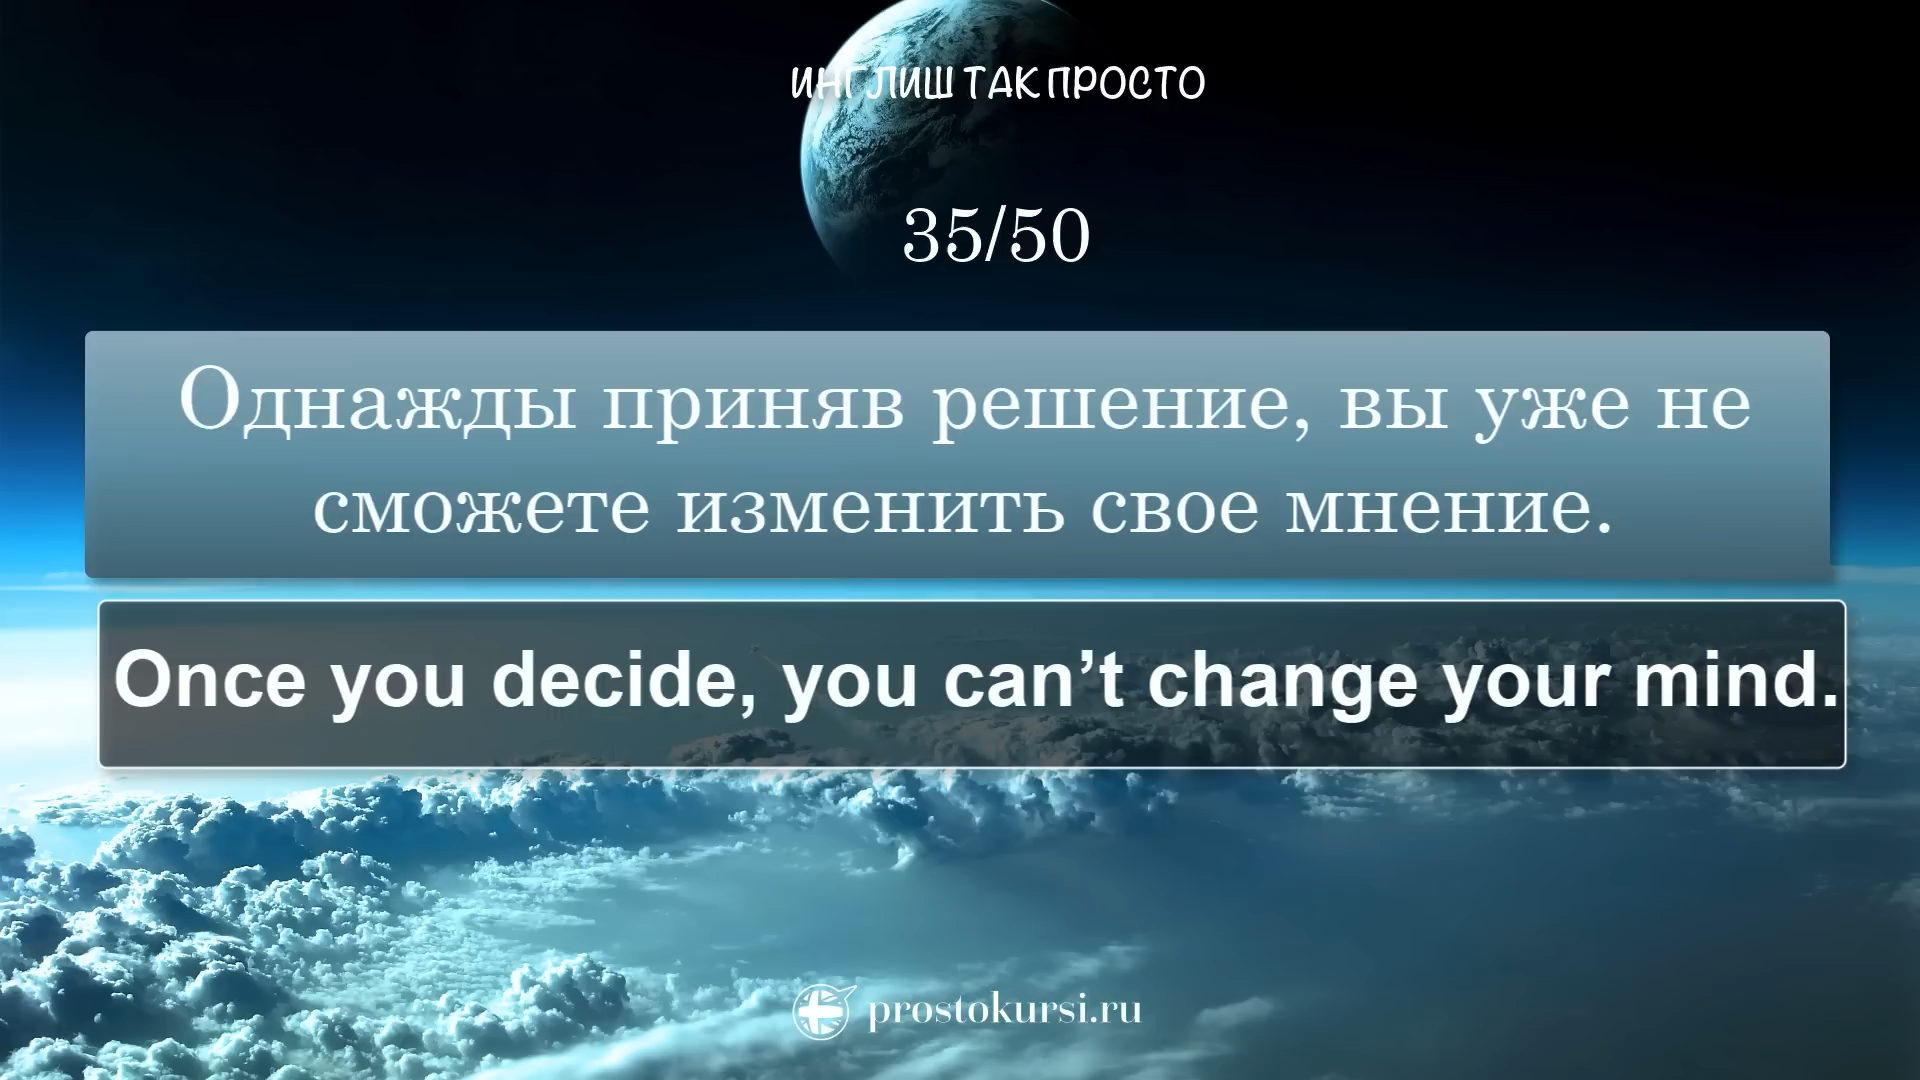 ИНГЛИШ ТАК ПРОСТО
35/50
Однажды приняв решение, вы уже не
сможете изменить свое мнение.
Once you decide, you can’t change your mind.
prostokursi.ru